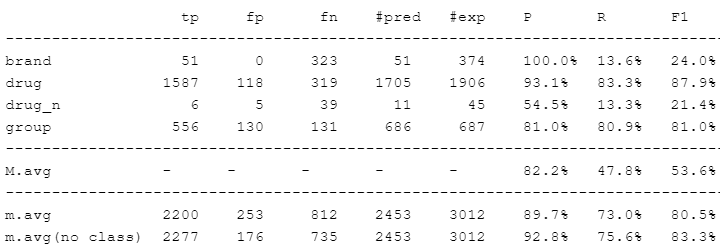 tp fp fn #pred #exp P R F1
------------------------------------------------------------------------------
brand 51 0 323 51 374 100.0% 13.6% 24.0%
drug 1587 118 319 1705 1906 93.1% 83.3% 87.9%
drug_n 6 5 39 11 45 54.5% 13.3% 21.4%
group 556 130 131 686 687 81.0% 80.9% 81.0%
------------------------------------------------------------------------------
M.avg - - - - - 82.2% 47.8% 53.6%
------------------------------------------------------------------------------
m.avg 2200 253 812 2453 3012 89.7% 73.0% 80.5%
m.avg(no class) 2277 176 735 2453 3012 92.8% 75.6% 83.3%